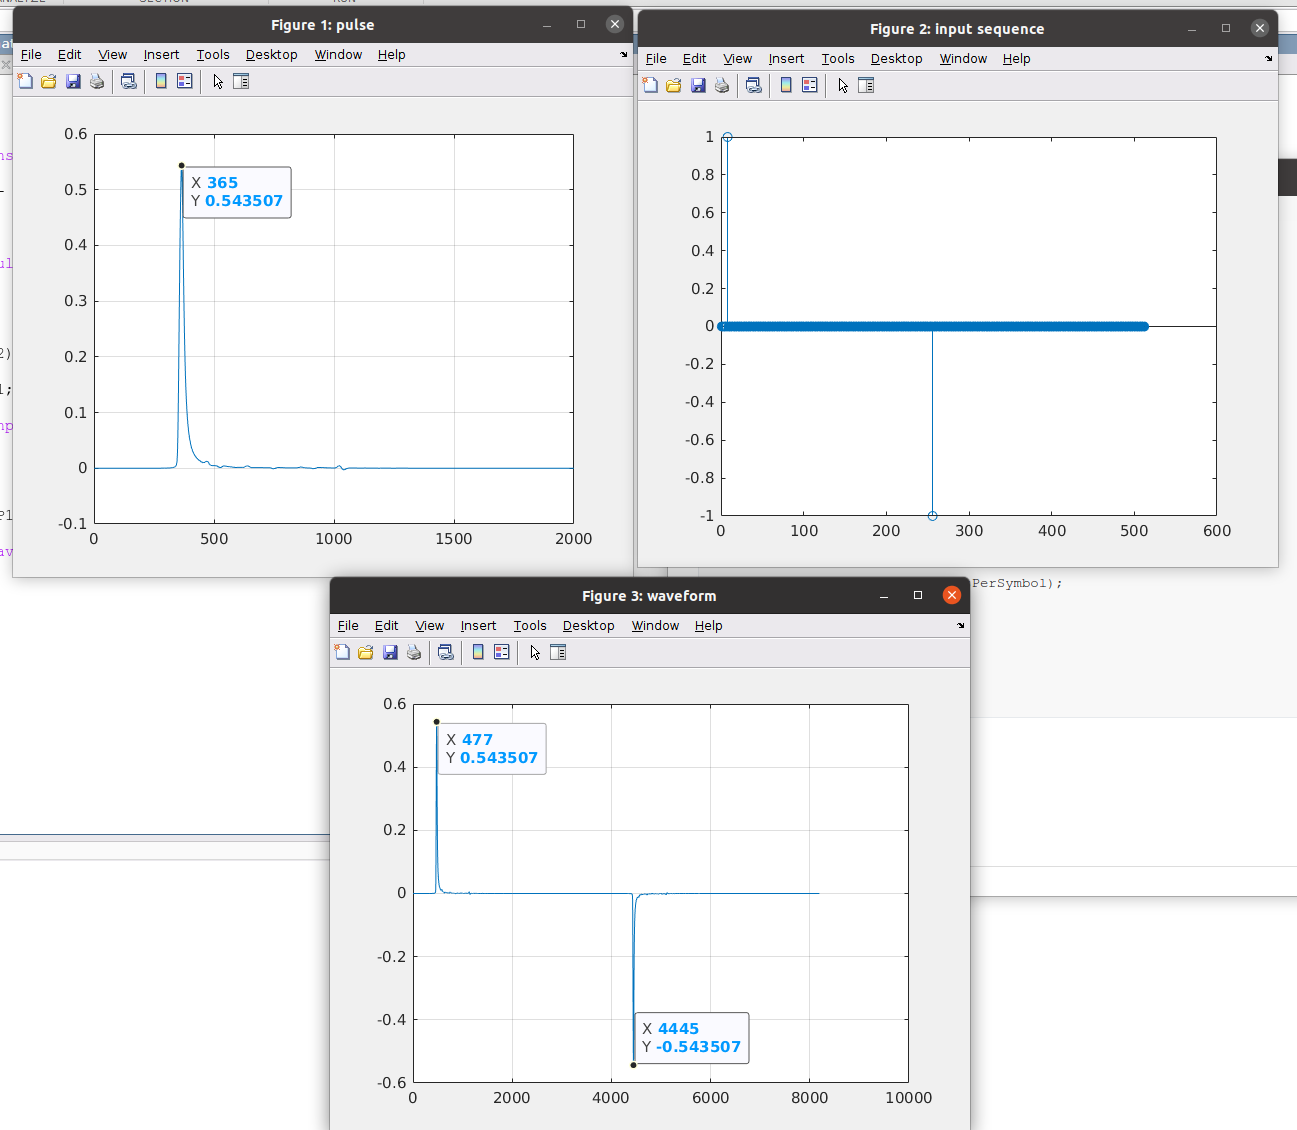 SECTION
RUN
Figure 1: pulse
File Edit View Insert Tools Desktop Window Help
0.6
0.5
0.4
0.3
0.2
0.1
0
-0.1
X 365
Y 0.543507
0 500 1000 1500 2000
Figure 2: input sequence
File Edit View Insert Tools Desktop Window Help
1
0.8
0.6
0.4
0.2
0
-0.2
-0.4
-0.6
-0.8
-1
0 100 200 300 400 500 600
PerSymbol);
Figure 3: waveform
File Edit View Insert Tools Desktop Window Help
0.6
0.4
0.2
0
-0.2
-0.4
-0.6
X 477
Y 0.543507
X 4445
Y -0.543507
0 2000 4000 6000 8000 10000